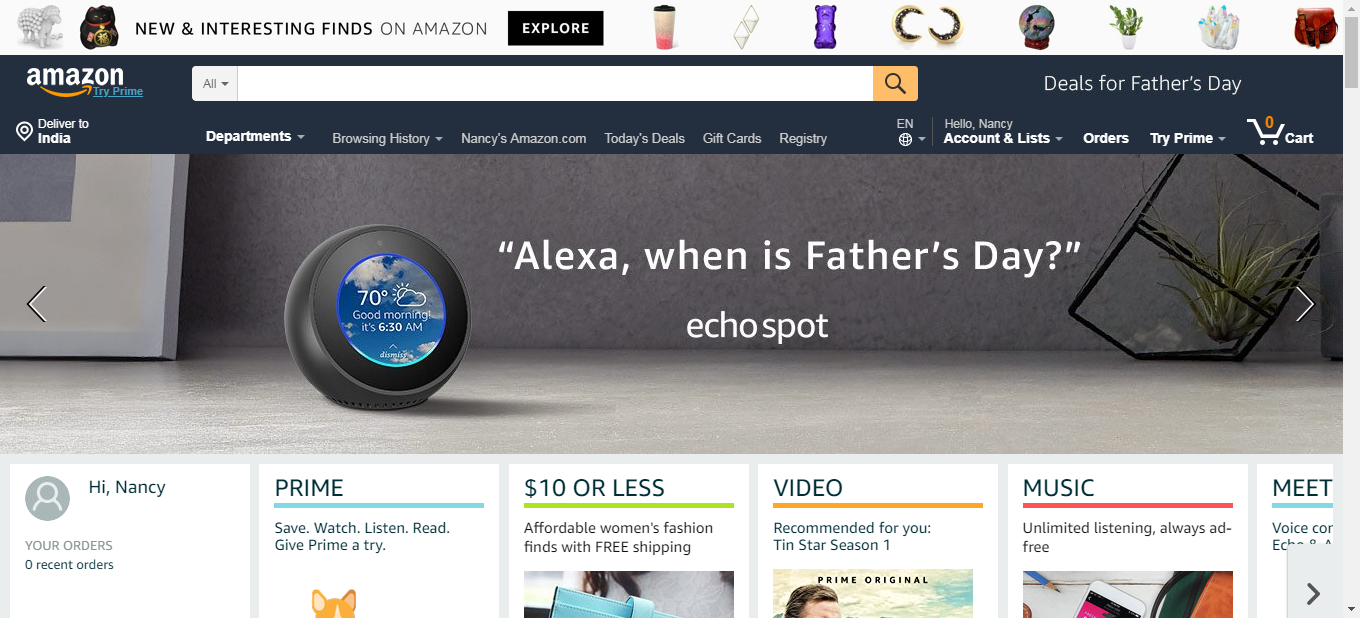 NEW & INTERESTING FINDS ON AMAZON EXPLORE
amazon
Try Prime
All
Deals for Father's Day
Deliver to
India
Departments
Browsing History
Nancy's Amazon.com
Today's Deals
Gift Cards
Registry
EN
Hello, Nancy
Account & Lists
Orders
Try Prime
0
Cart
“Alexa, when is Father’s Day?”
echo spot
70°
Good morning!
it's 6:30 AM
dismiss
Hi, Nancy
YOUR ORDERS
0 recent orders
PRIME
Save. Watch. Listen. Read.
Give Prime a try.
$10 OR LESS
Affordable women's fashion
finds with FREE shipping
VIDEO
Recommended for you:
Tin Star Season 1
PRIME ORIGINAL
MUSIC
Unlimited listening, always ad-
free
MEET
Voice